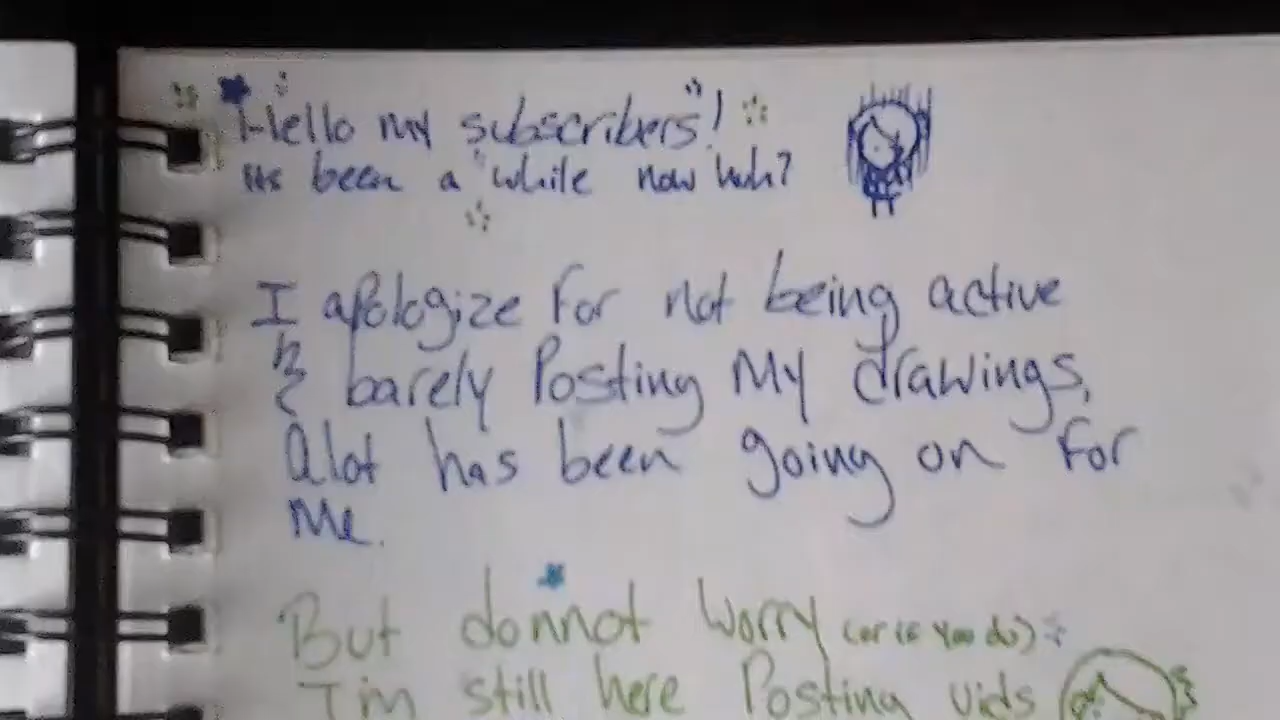 Hello my subscribers"!
Its been a while now huh?
I apologize for not being active
& barely Posting My drawings,
Alot has been going on for
Me.
But donnot worry (or if you do)
I'm still here Posting vids